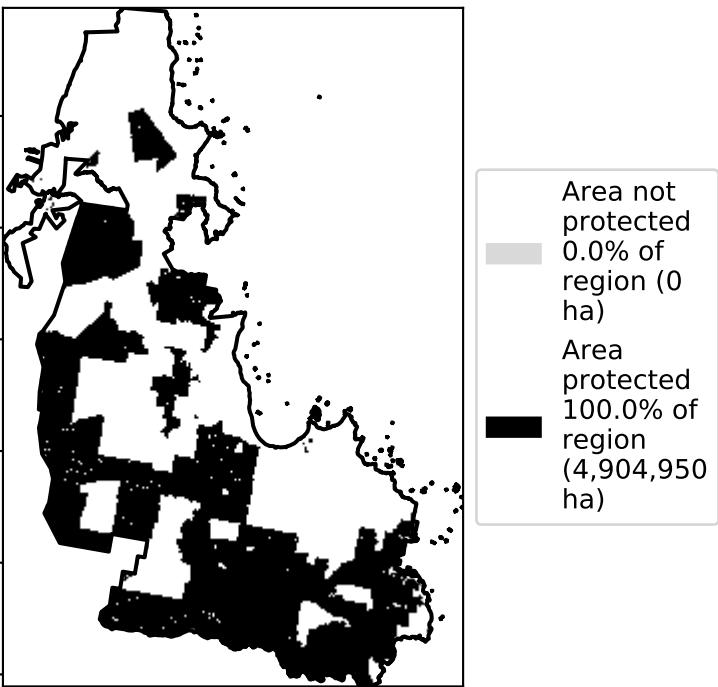 Area not
protected
0.0% of
region (0
ha)
Area
protected
100.0% of
region
(4,904,950
ha)